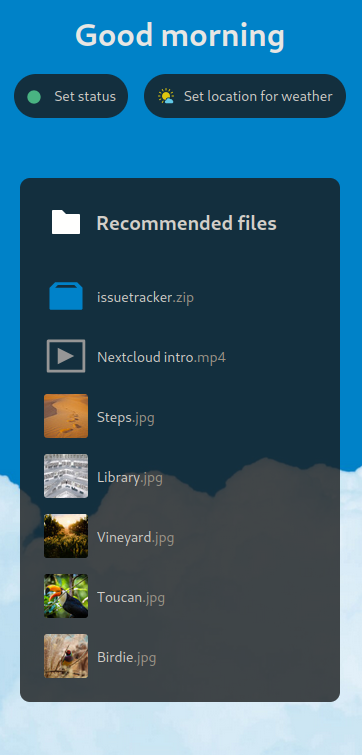 Good morning
Set status
Set location for weather
Recommended files
issuetracker.zip
Nextcloud intro.mp4
Steps.jpg
Library.jpg
Vineyard.jpg
Toucan.jpg
Birdie.jpg